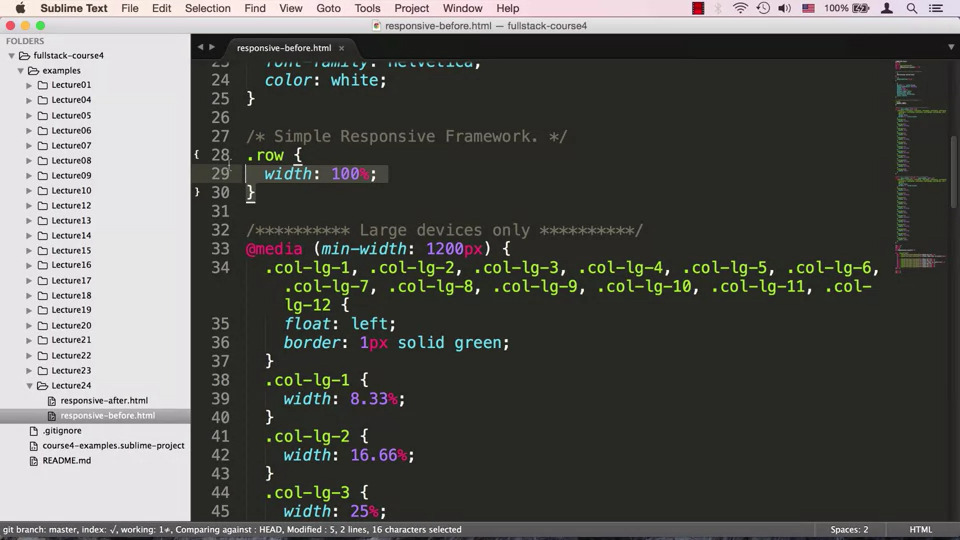 Sublime Text File Edit Selection Find View Goto Tools Project Window Help 100%
responsive-before.html — fullstack-course4
FOLDERS
fullstack-course4
examples
Lecture01
Lecture04
Lecture05
Lecture06
Lecture07
Lecture08
Lecture09
Lecture10
Lecture12
Lecture13
Lecture14
Lecture15
Lecture16
Lecture17
Lecture18
Lecture19
Lecture20
Lecture21
Lecture22
Lecture23
Lecture24
responsive-after.html
responsive-before.html
.gitignore
course4-examples.sublime-project
README.md
responsive-before.html ×
23 font-family: Helvetica;
24 color: white;
25 }
26
27 /* Simple Responsive Framework. */
{ 28 .row {
29 width: 100%;
} 30 }
31
32 /********** Large devices only **********/
33 @media (min-width: 1200px) {
34 .col-lg-1, .col-lg-2, .col-lg-3, .col-lg-4, .col-lg-5, .col-lg-6,
.col-lg-7, .col-lg-8, .col-lg-9, .col-lg-10, .col-lg-11, .col-
lg-12 {
35 float: left;
36 border: 1px solid green;
37 }
38 .col-lg-1 {
39 width: 8.33%;
40 }
41 .col-lg-2 {
42 width: 16.66%;
43 }
44 .col-lg-3 {
45 width: 25%;
git branch: master, index: ✓, working: 1≠, Comparing against : HEAD, Modified : 5, 2 lines, 16 characters selected
Spaces: 2 HTML